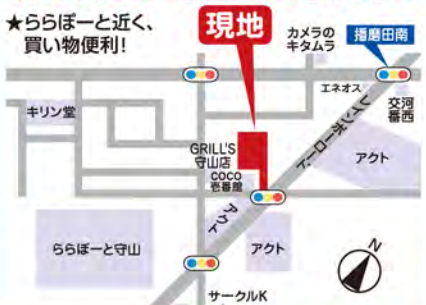 ★ららぽーと近く、
買い物便利!
現地
カメラの
キタムラ
播磨田南
エネオス
キリン堂
レインボーロード
河西
交番
GRILL'S
守山店
COCO
壱番館
アクト
アクト
ららぽーと守山
アクト
N
サークルK